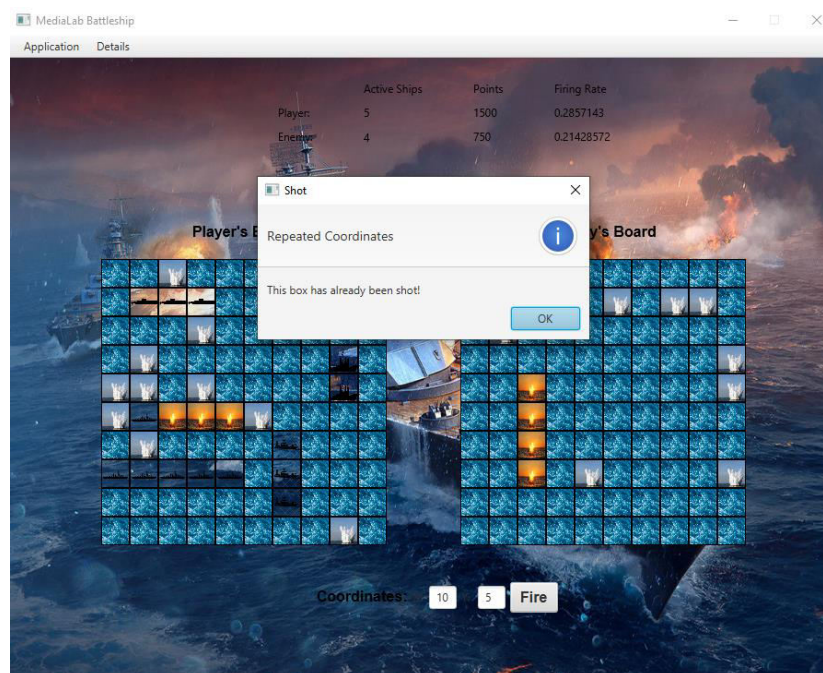 MediaLab Battleship
Application Details
Active Ships Points Firing Rate
Player: 5 1500 0.2857143
Enemy: 4 750 0.21428572
Shot
Player's B
y's Board
Repeated Coordinates
i
This box has already been shot!
OK
Coordinates: 10 5 Fire